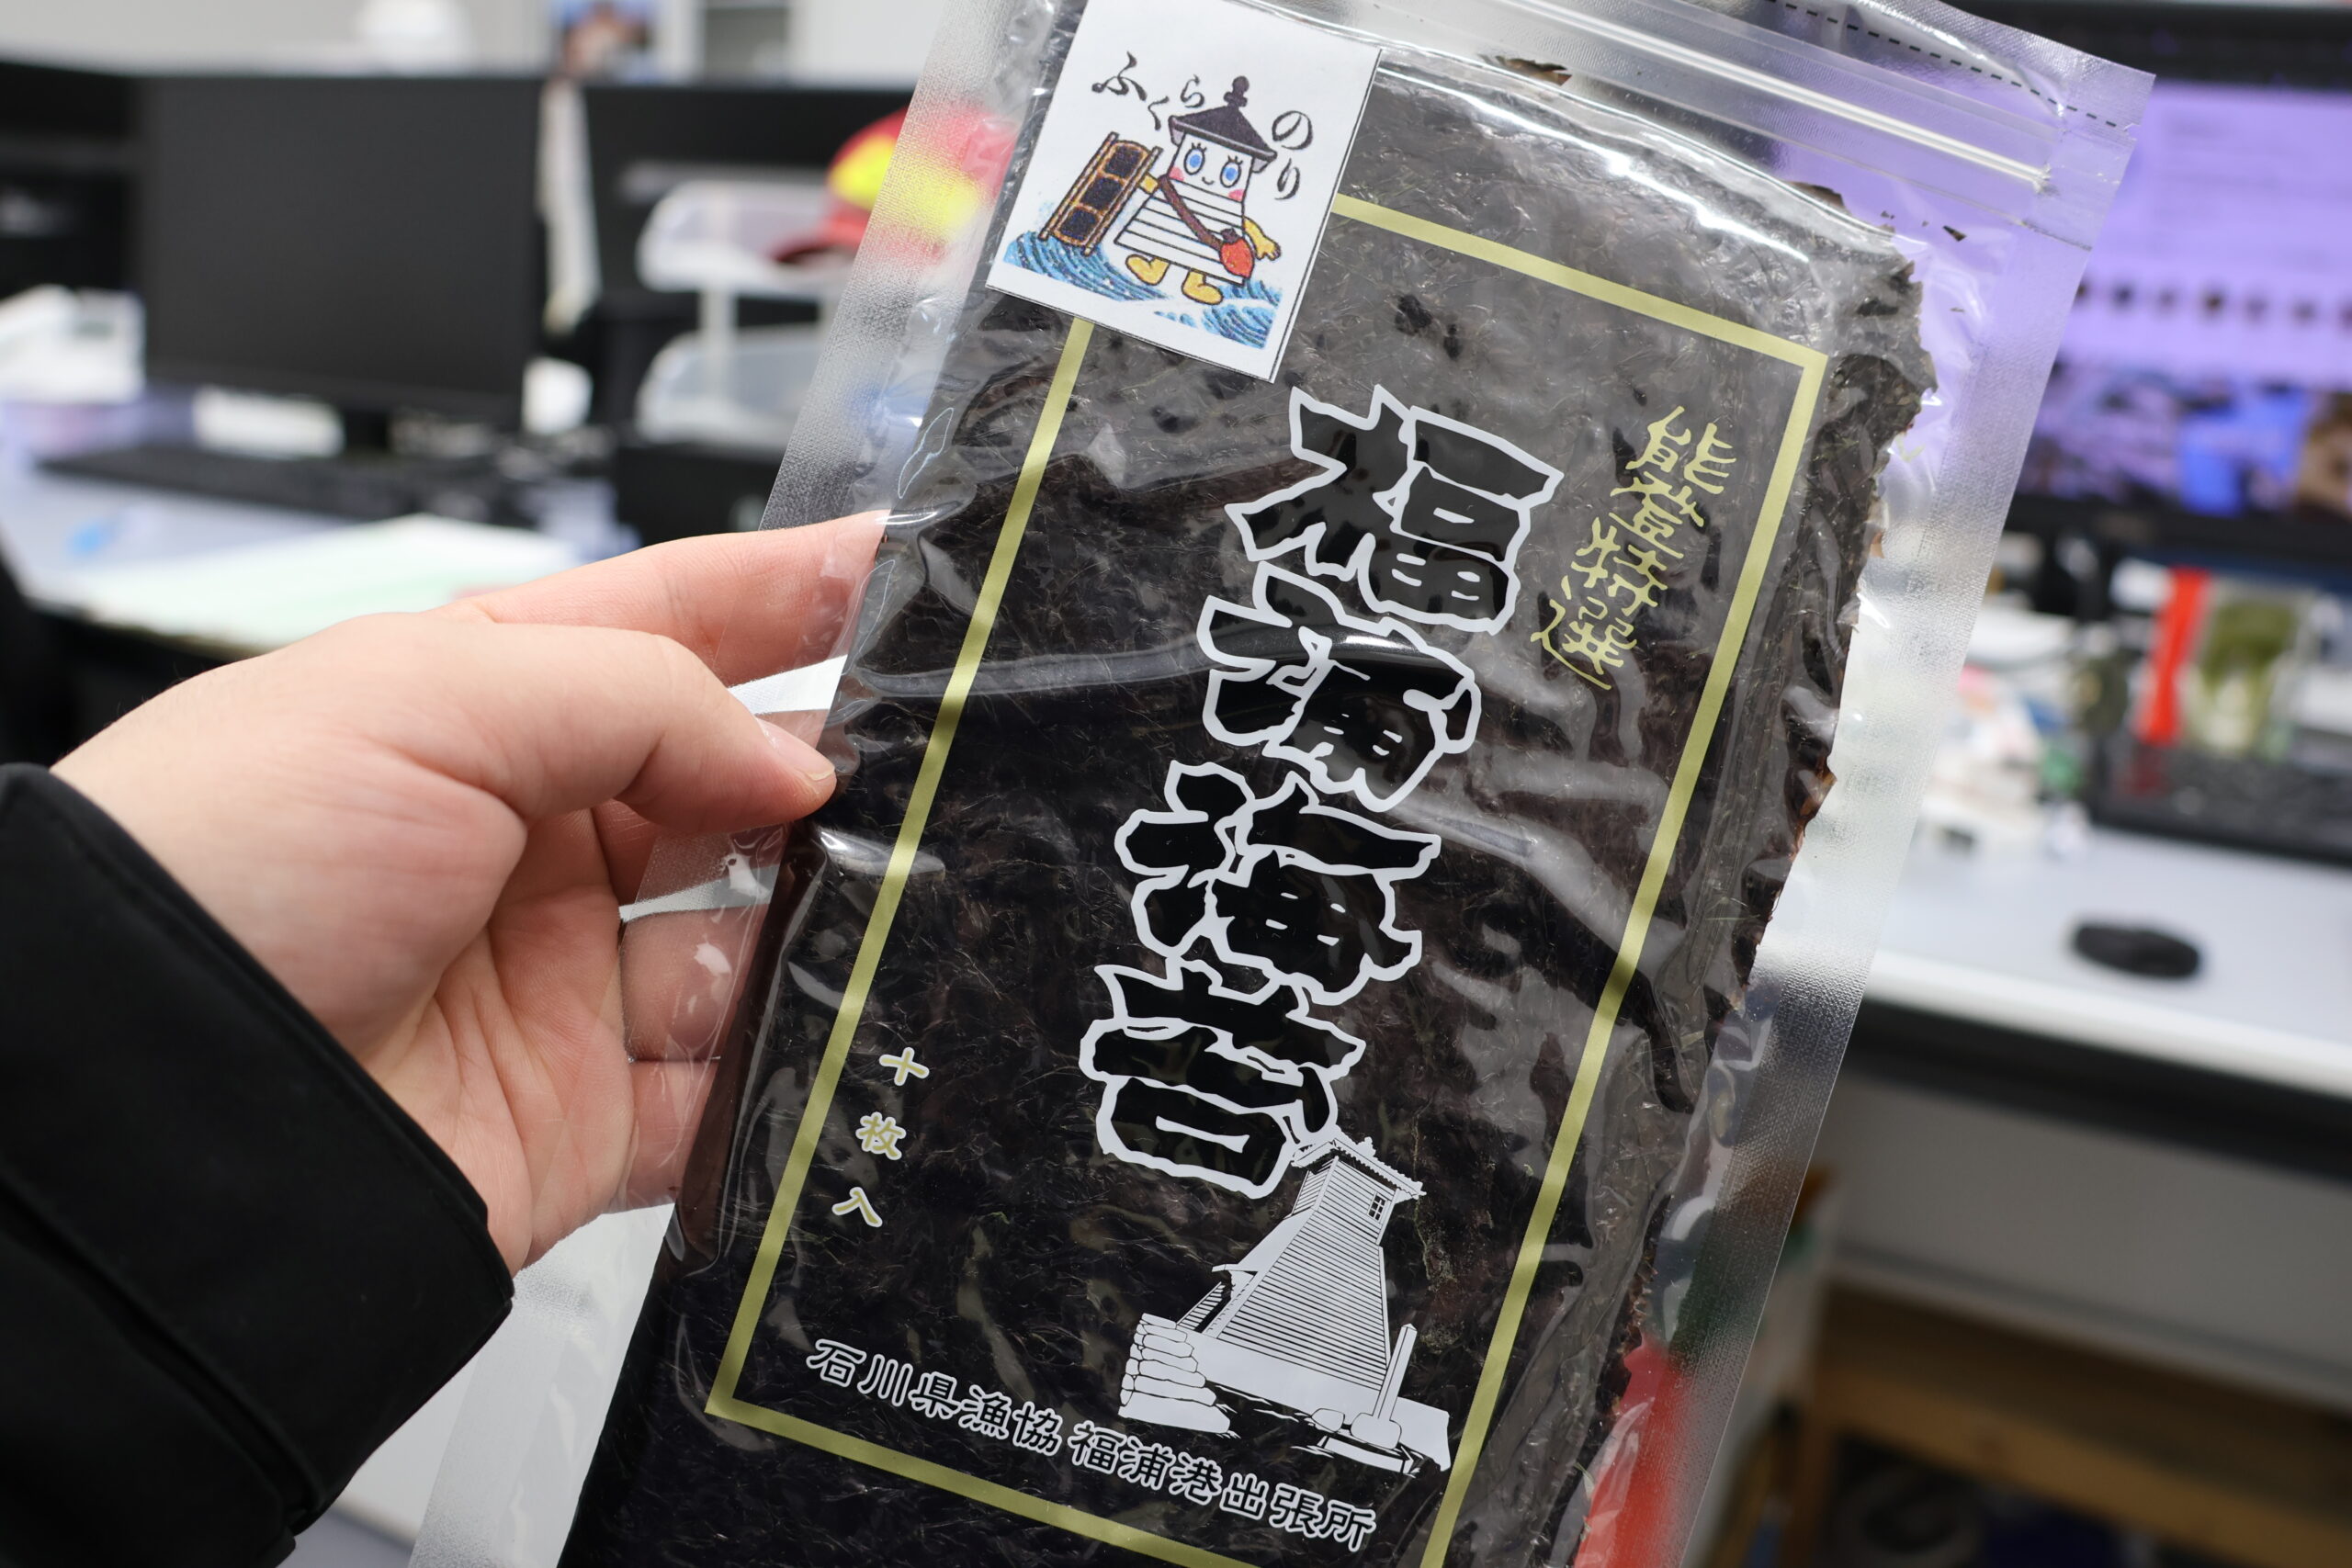 ふくら
のり
能登特選
福浦海苔
十枚入
石川県漁協 福浦港出張所